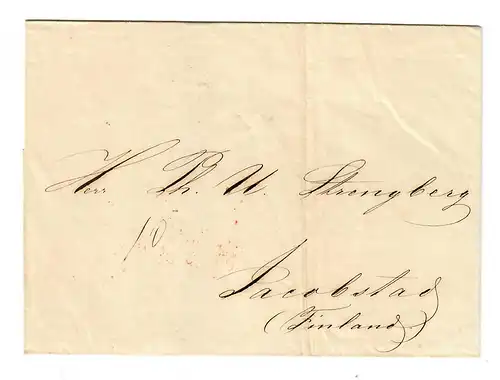 Herr Ph. U. Strengberg
10
Jacobstad
(Finland)